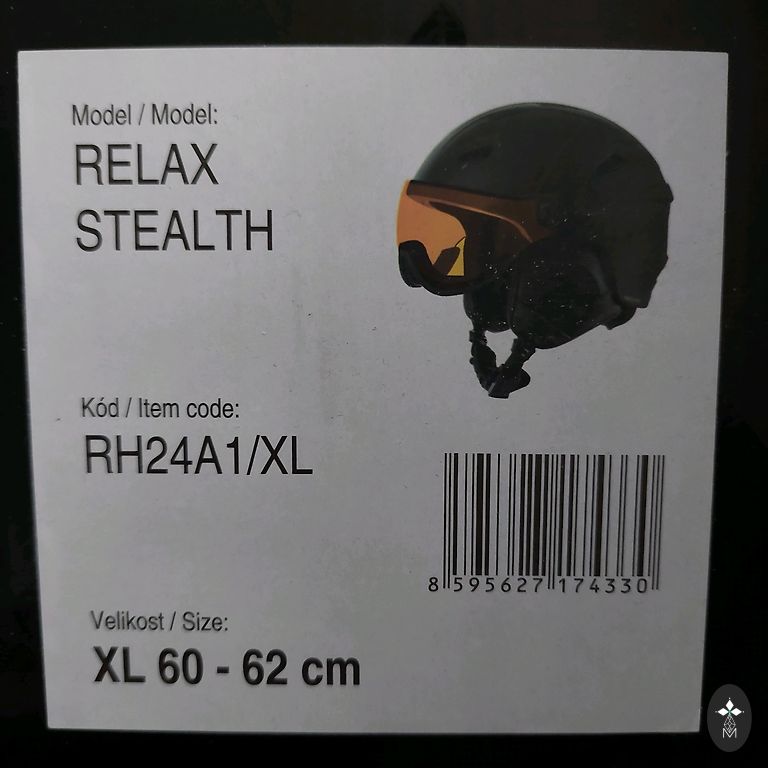 Model / Model:
RELAX
STEALTH
Kód / Item code:
RH24A1/XL
8 595627 174330
Velikost / Size:
XL 60 - 62 cm
M